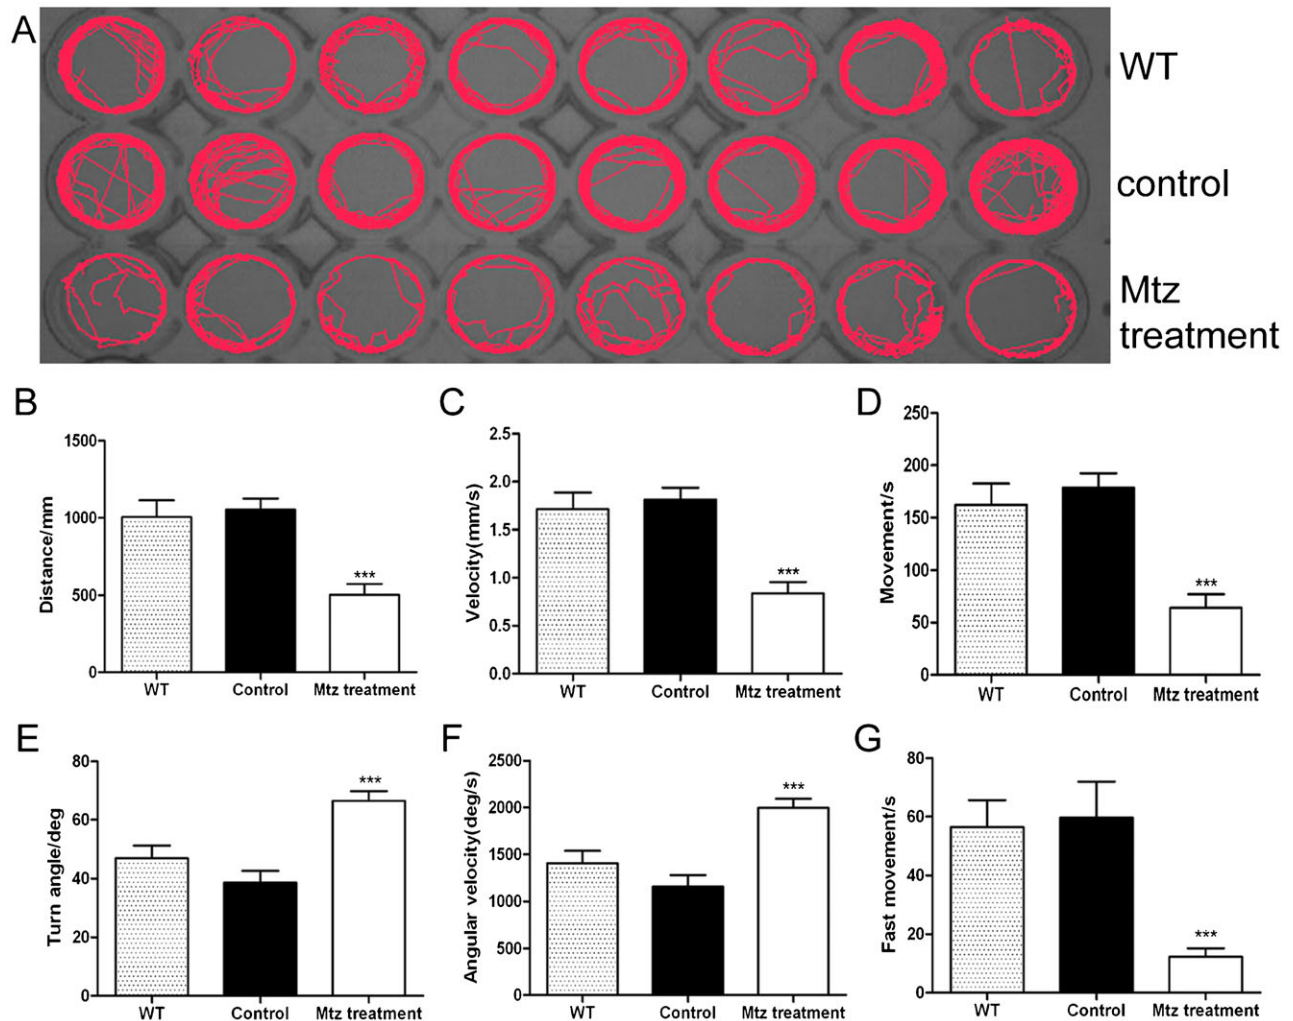 A
WT
control
Mtz
treatment
B
C
D
1500
1000
500
0
Distance/mm
WT
Control
Mtz treatment
***
2.5
2.0
1.5
1.0
0.5
0.0
Velocity(mm/s)
WT
Control
Mtz treatment
***
250
200
150
100
50
0
Movement/s
WT
Control
Mtz treatment
***
E
F
G
80
60
40
20
0
Turn angle/deg
WT
Control
Mtz treatment
***
2500
2000
1500
1000
500
0
Angular velocity(deg/s)
WT
Control
Mtz treatment
***
80
60
40
20
0
Fast movement/s
WT
Control
Mtz treatment
***